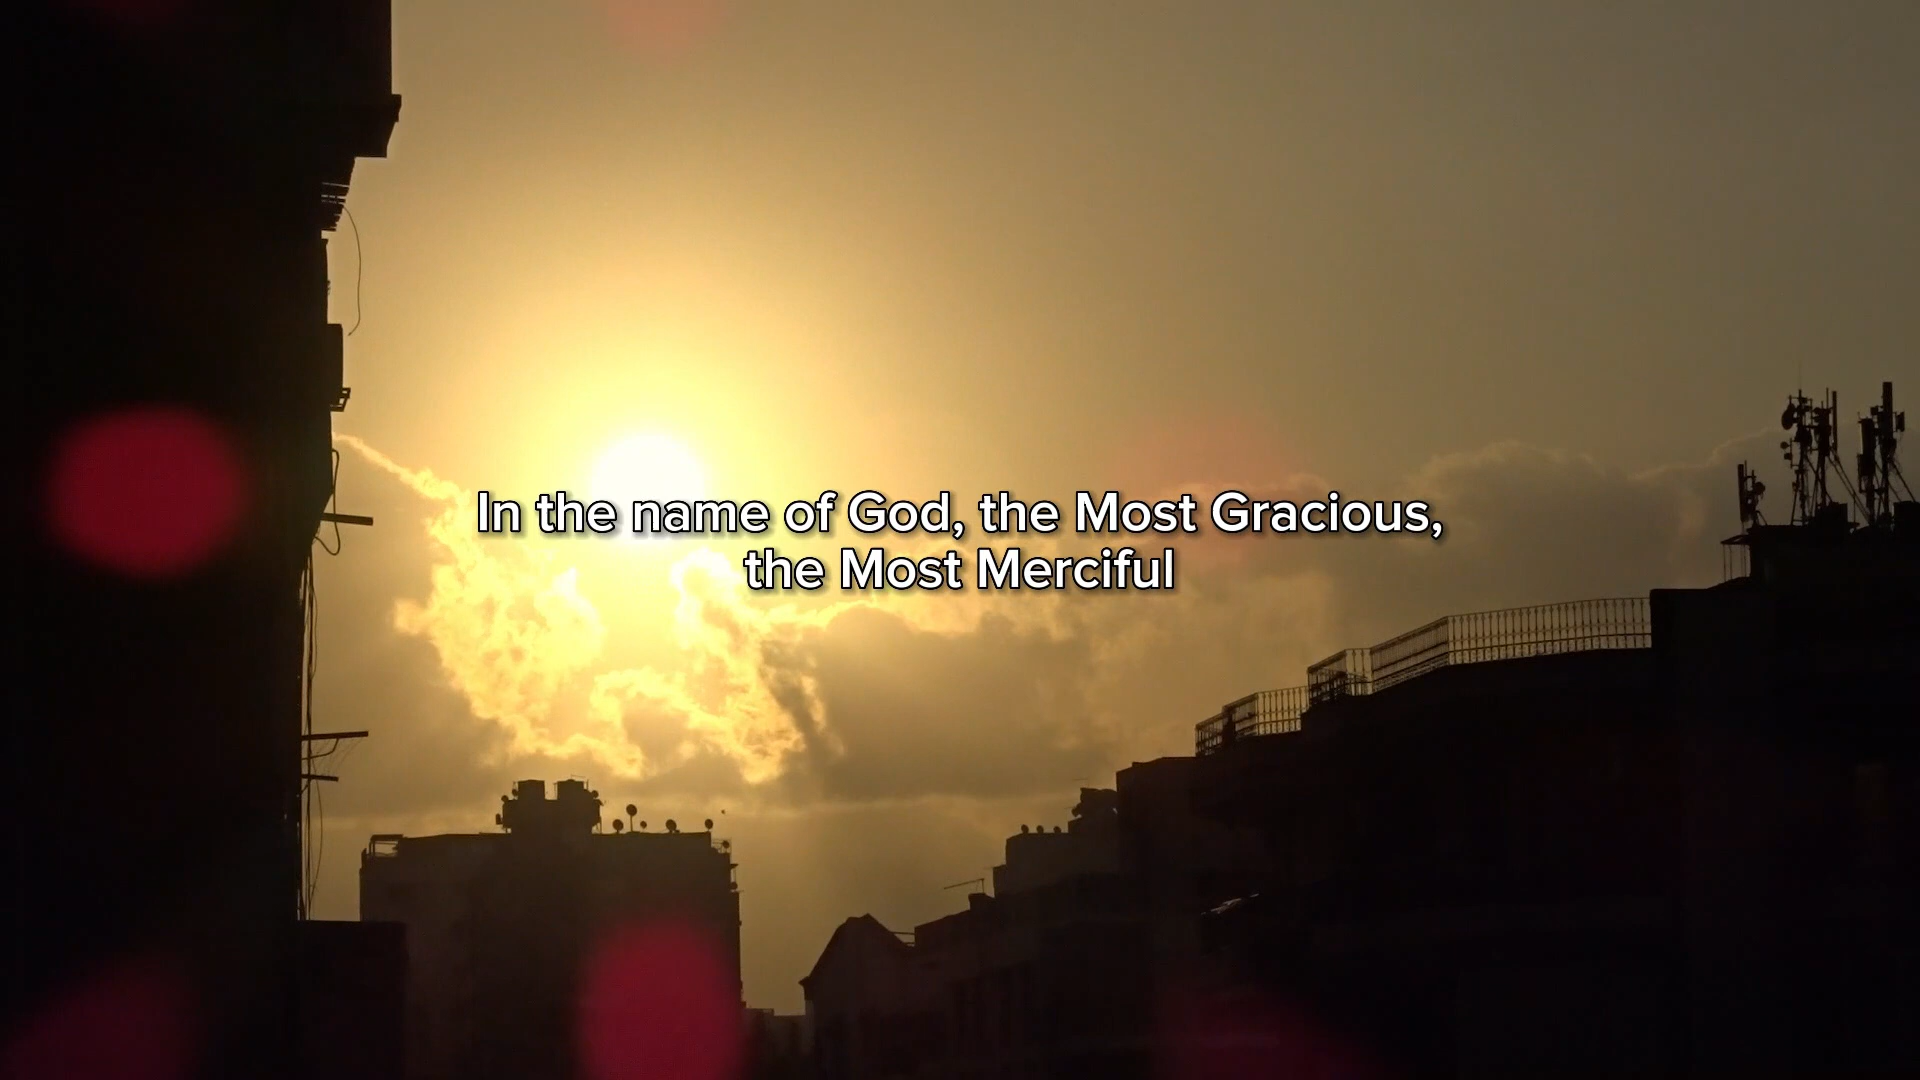 In the name of God, the Most Gracious,
the Most Merciful